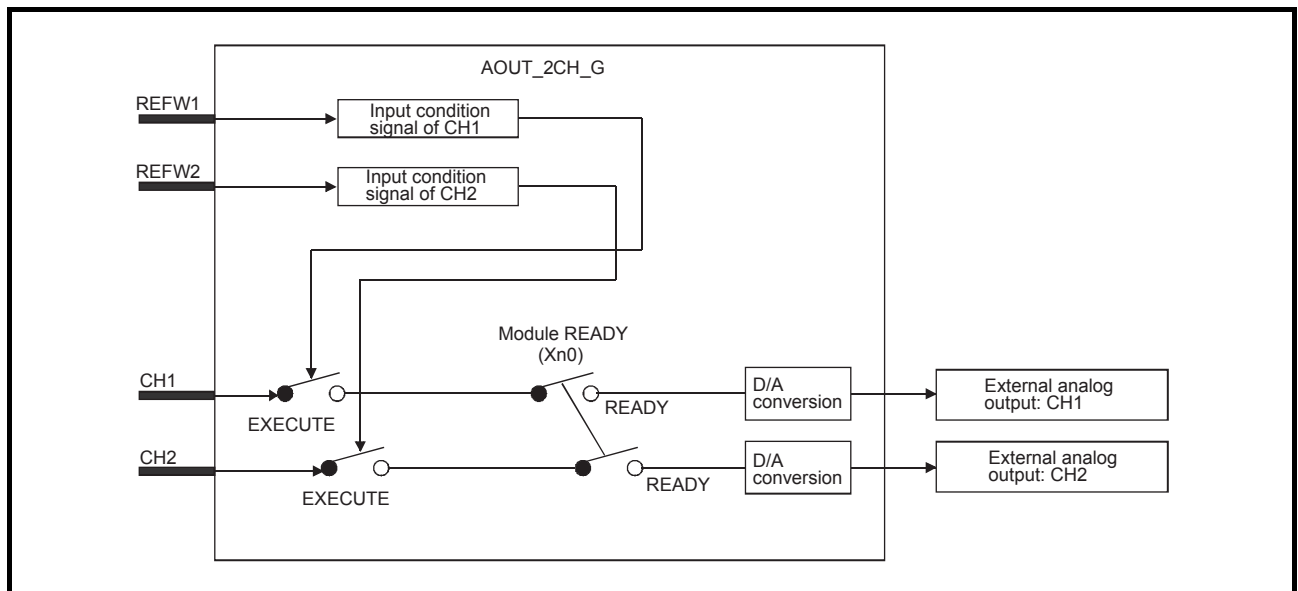 AOUT_2CH_G
REFW1
Input condition
signal of CH1
REFW2
Input condition
signal of CH2
Module READY
(Xn0)
CH1
EXECUTE
READY
D/A
conversion
External analog
output: CH1
CH2
EXECUTE
READY
D/A
conversion
External analog
output: CH2